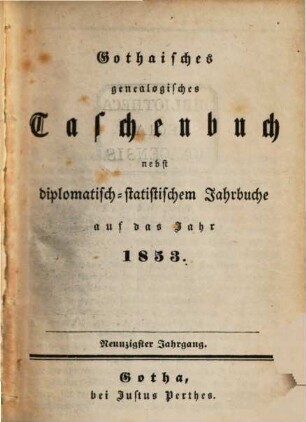 Gothaisches
genealogisches
Taschenbuch
nebst
diplomatisch-statistischem Jahrbuche
auf das Jahr
1853.
Neunzigster Jahrgang.
Gotha,
bei Justus Perthes.